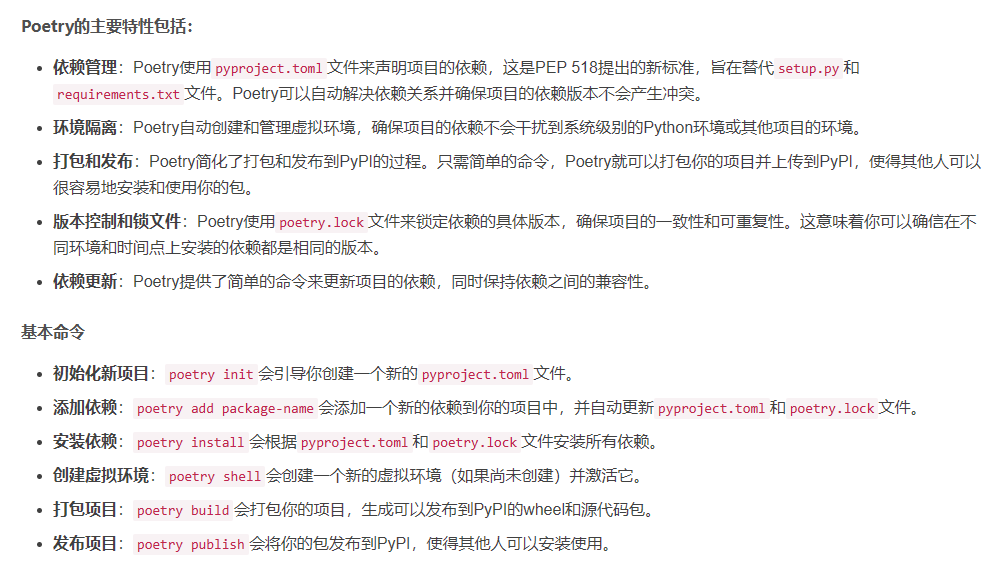 Poetry的主要特性包括：
依赖管理：Poetry使用 pyproject.toml 文件来声明项目的依赖，这是PEP 518提出的新标准，旨在替代 setup.py 和
requirements.txt 文件。Poetry可以自动解决依赖关系并确保项目的依赖版本不会产生冲突。
环境隔离：Poetry自动创建和管理虚拟环境，确保项目的依赖不会干扰到系统级别的Python环境或其他项目的环境。
打包和发布：Poetry简化了打包和发布到PyPI的过程。只需简单的命令，Poetry就可以打包你的项目并上传到PyPI，使得其他人可以
很容易地安装和使用你的包。
版本控制和锁文件：Poetry使用 poetry.lock 文件来锁定依赖的具体版本，确保项目的一致性和可重复性。这意味着你可以确信在不
同环境和时间点上安装的依赖都是相同的版本。
依赖更新：Poetry提供了简单的命令来更新项目的依赖，同时保持依赖之间的兼容性。
基本命令
初始化新项目：poetry init 会引导你创建一个新的 pyproject.toml 文件。
添加依赖：poetry add package-name 会添加一个新的依赖到你的项目中，并自动更新 pyproject.toml 和 poetry.lock 文件。
安装依赖：poetry install 会根据 pyproject.toml 和 poetry.lock 文件安装所有依赖。
创建虚拟环境：poetry shell 会创建一个新的虚拟环境（如果尚未创建）并激活它。
打包项目：poetry build 会打包你的项目，生成可以发布到PyPI的wheel和源代码包。
发布项目：poetry publish 会将你的包发布到PyPI，使得其他人可以安装使用。